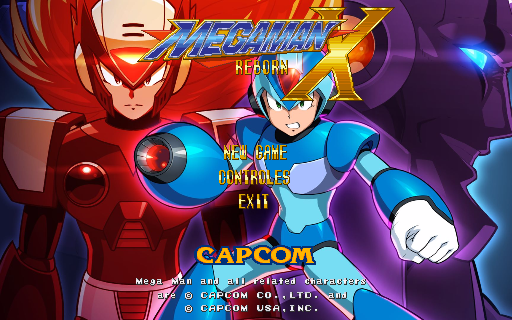 MEGAMAN X
REBORN
NEW GAME
CONTROLES
EXIT
CAPCOM
Mega Man and all related characters
are © CAPCOM CO.,LTD. and
© CAPCOM USA,INC.